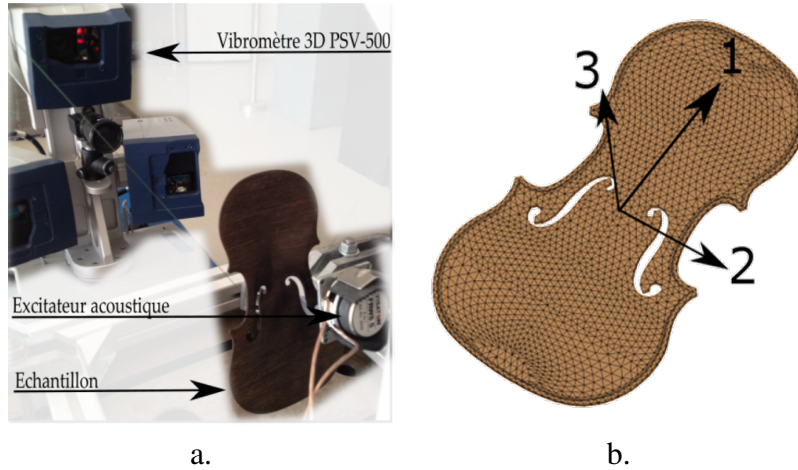 Vibromètre 3D PSV-500
Excitateur acoustique
Echantillon
1
2
3
a.
b.